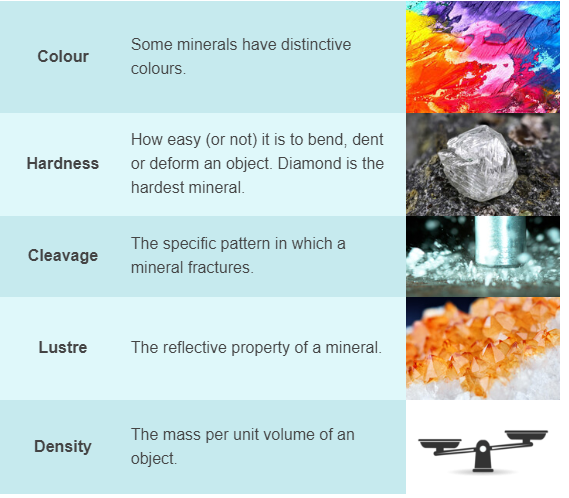 Colour
Some minerals have distinctive
colours.
Hardness
How easy (or not) it is to bend, dent
or deform an object. Diamond is the
hardest mineral.
Cleavage
The specific pattern in which a
mineral fractures.
Lustre
The reflective property of a mineral.
Density
The mass per unit volume of an
object.